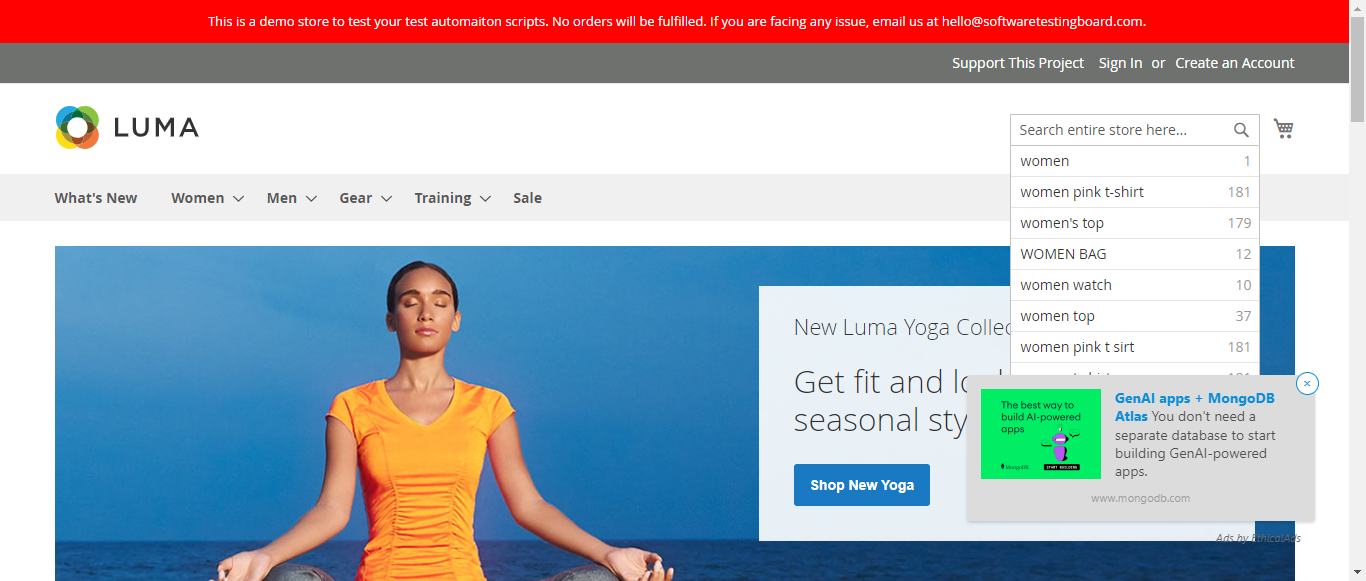 This is a demo store to test your test automaiton scripts. No orders will be fulfilled. If you are facing any issue, email us at hello@softwaretestingboard.com.
Support This Project Sign In or Create an Account
LUMA
Search entire store here...
What's New Women Men Gear Training Sale
women 1
women pink t-shirt 181
women's top 179
WOMEN BAG 12
women watch 10
women top 37
women pink t sirt 181
New Luma Yoga Collec
Get fit and lo
seasonal sty
Shop New Yoga
The best way to
build AI-powered
apps
MongoDB
START BUILDING
GenAI apps + MongoDB
Atlas You don't need a
separate database to start
building GenAI-powered
apps.
www.mongodb.com
Ads by EthicalAds